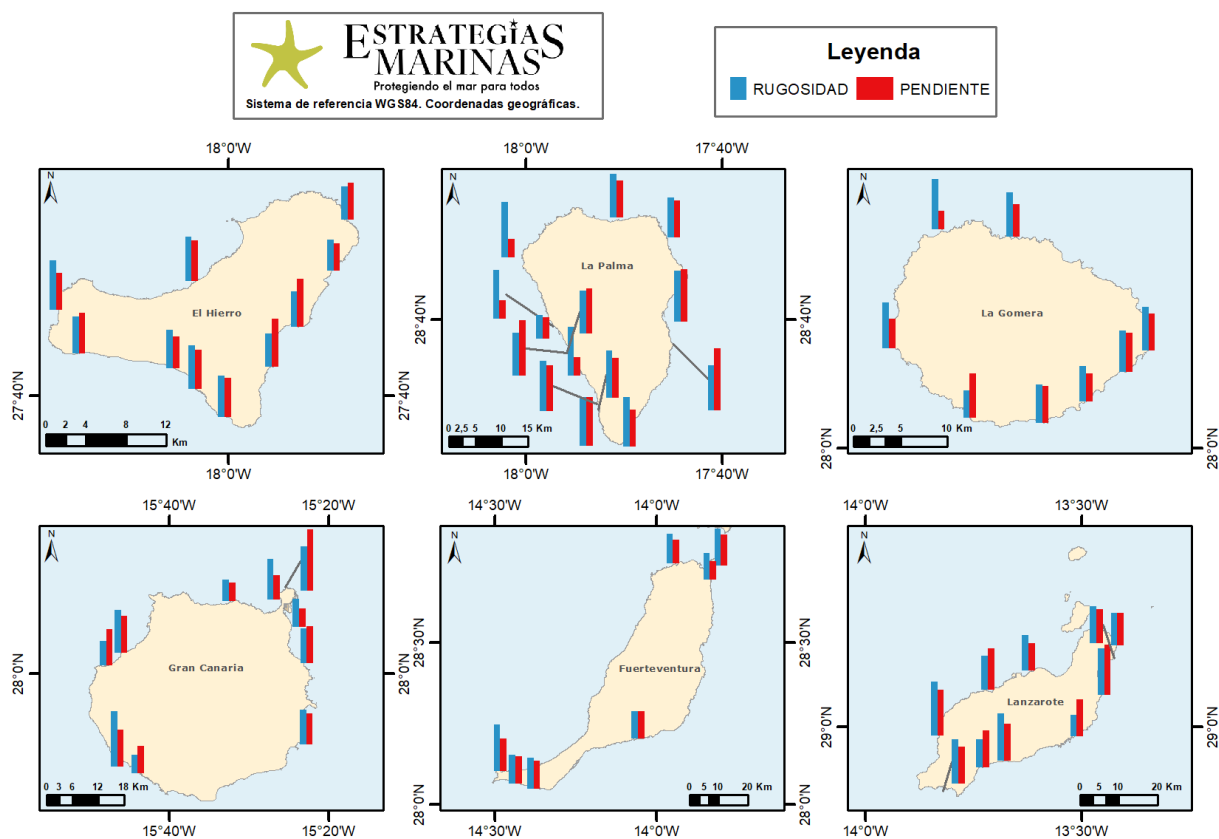 ESTRATEGIAS
MARINAS
Protegiendo el mar para todos
Sistema de referencia WGS84. Coordenadas geográficas.
Leyenda
RUGOSIDAD PENDIENTE
18°0'W
18°0'W 17°40'W
N
N
N
El Hierro
La Palma
La Gomera
28°40'N
28°40'N
27°40'N
27°40'N
28°0'N
28°0'N
0 2 4 8 12
Km
0 2,5 5 10 15 Km
0 2,5 5 10
Km
18°0'W
18°0'W 17°40'W
15°40'W 15°20'W
14°30'W 14°0'W
14°0'W 13°30'W
N
N
N
Gran Canaria
Fuerteventura
Lanzarote
28°0'N
28°0'N
28°30'N
28°30'N
29°0'N
28°0'N
28°0'N
28°0'N
0 3 6 12 18 Km
0 5 10 20
Km
0 5 10 20 Km
15°40'W 15°20'W
14°30'W 14°0'W
14°0'W 13°30'W